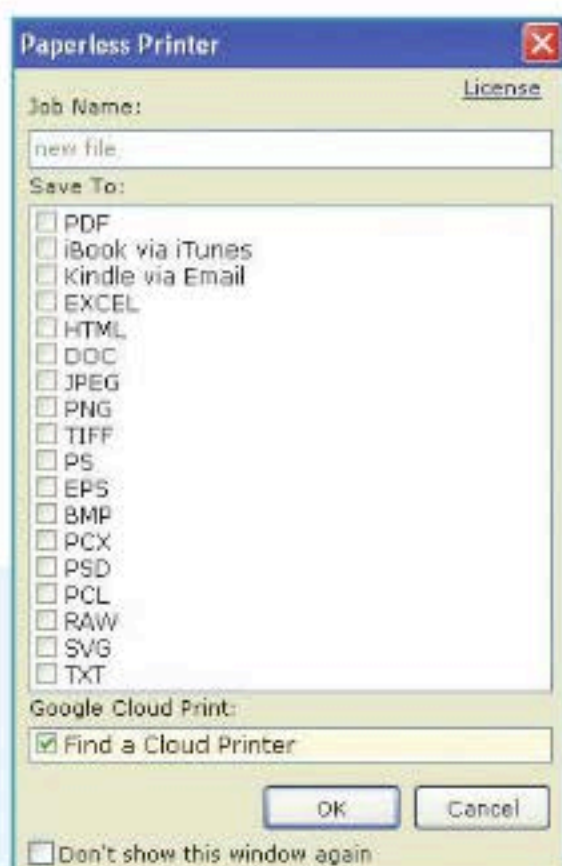 Paperless Printer
License
Job Name:
new file
Save To:
PDF
iBook via iTunes
Kindle via Email
EXCEL
HTML
DOC
JPEG
PNG
TIFF
PS
EPS
BMP
PCX
PSD
PCL
RAW
SVG
TXT
Google Cloud Print:
Find a Cloud Printer
OK Cancel
Don't show this window again